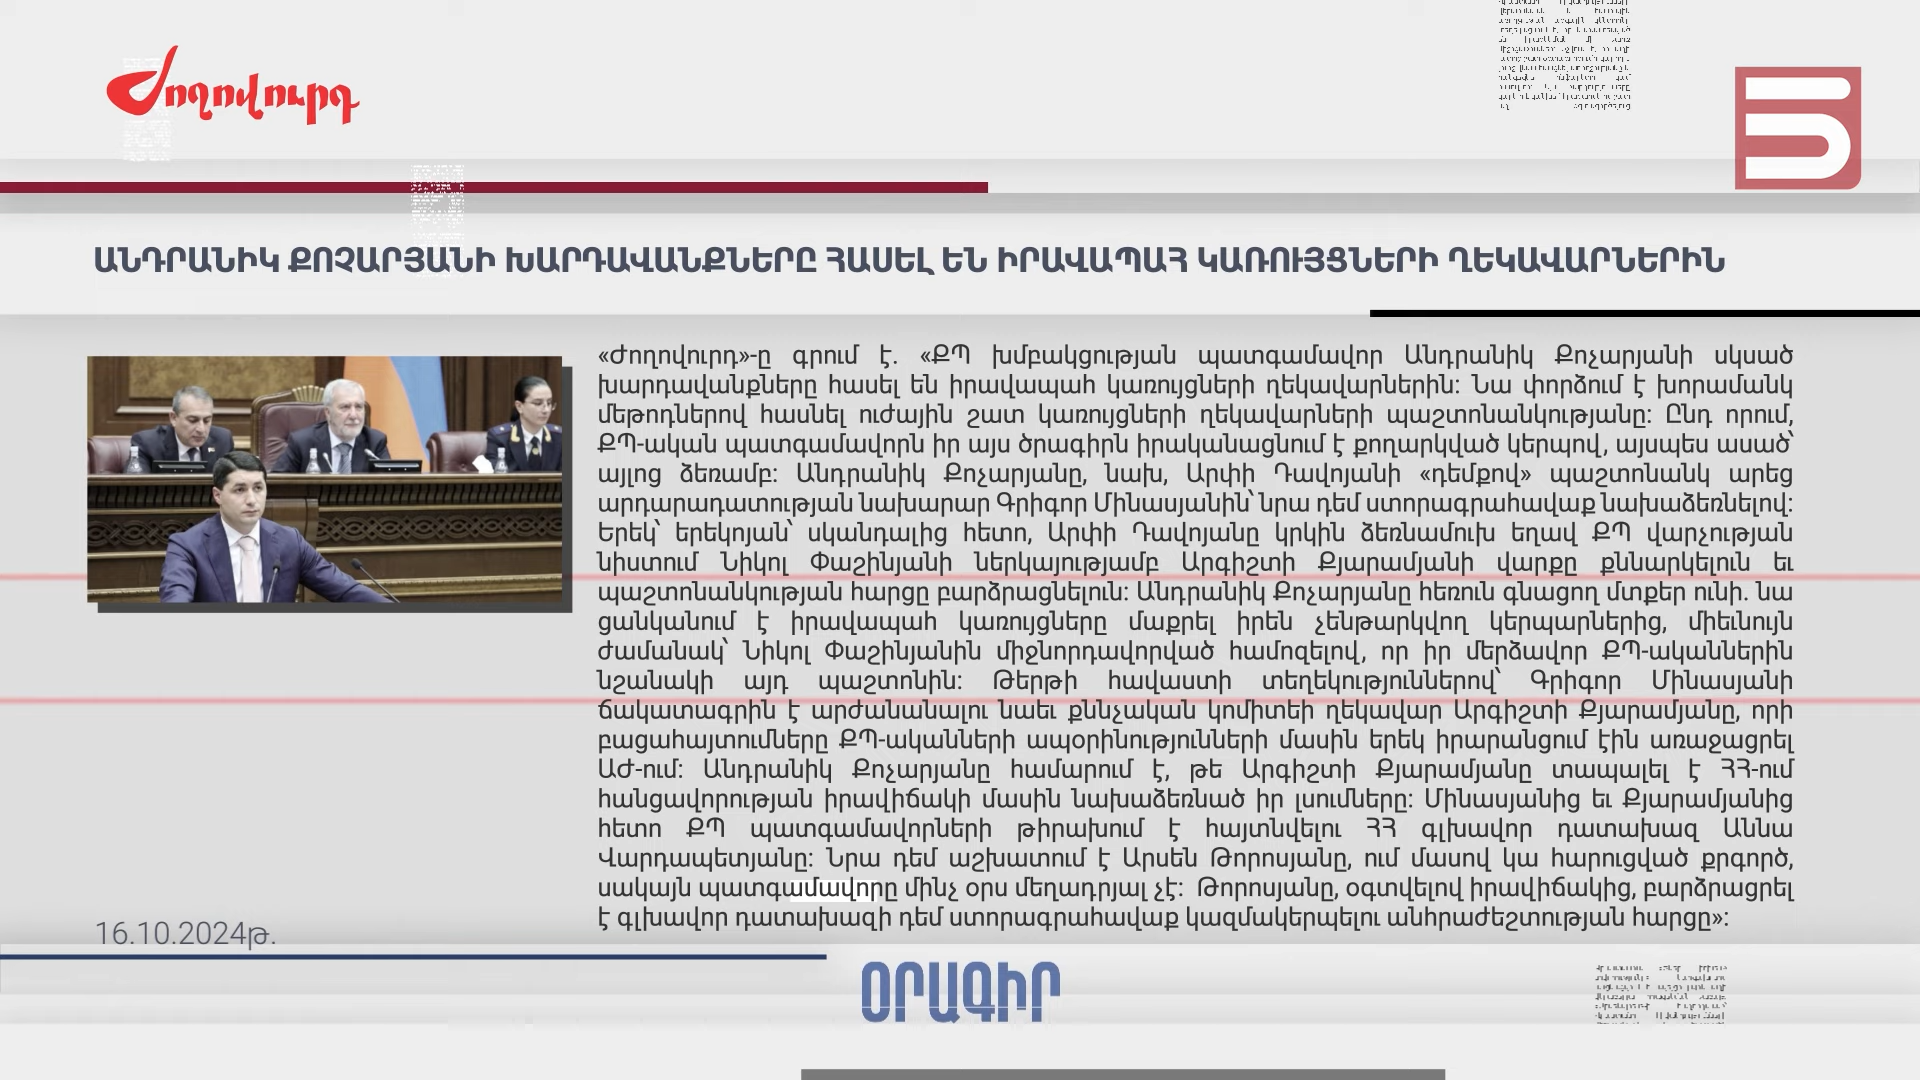 Ժողովուրդ
ԱՆԴՐԱՆԻԿ ՔՈՉԱՐՅԱՆԻ ԽԱՐԴԱՎԱՆՔՆԵՐԸ ՀԱՍԵԼ ԵՆ ԻՐԱՎԱՊԱՀ ԿԱՌՈՒՅՑՆԵՐԻ ՂԵԿԱՎԱՐՆԵՐԻՆ
«Ժողովուրդ»-ը գրում է. «ՔՊ խմբակցության պատգամավոր Անդրանիկ Քոչարյանի սկսած
խարդավանքները հասել են իրավապահ կառույցների ղեկավարներին: Նա փորձում է խորամանկ
մեթոդներով հասնել ուժային շատ կառույցների ղեկավարների պաշտոնանկությանը: Ընդ որում,
ՔՊ-ական պատգամավորն իր այս ծրագիրն իրականացնում է քողարկված կերպով, այսպես ասած՝
այլոց ձեռամբ: Անդրանիկ Քոչարյանը, նախ, Արփի Դավոյանի «դեմքով» պաշտոնանկ արեց
արդարադատության նախարար Գրիգոր Մինասյանին՝ նրա դեմ ստորագրահավաք նախաձեռնելով:
Երեկ՝ երեկոյան՝ սկանդալից հետո, Արփի Դավոյանը կրկին ձեռնամուխ եղավ ՔՊ վարչության
նիստում Նիկոլ Փաշինյանի ներկայությամբ Արգիշտի Քյարամյանի վարքը քննարկելուն եւ
պաշտոնանկության հարցը բարձրացնելուն: Անդրանիկ Քոչարյանը հեռուն գնացող մտքեր ունի. նա
ցանկանում է իրավապահ կառույցները մաքրել իրեն չենթարկվող կերպարներից, միեւնույն
ժամանակ՝ Նիկոլ Փաշինյանին միջնորդավորված համոզելով, որ իր մերձավոր ՔՊ-ականներին
նշանակի այդ պաշտոնին: Թերթի հավաստի տեղեկություններով՝ Գրիգոր Մինասյանի
ճակատագրին է արժանանալու նաեւ քննչական կոմիտեի ղեկավար Արգիշտի Քյարամյանը, որի
բացահայտումները ՔՊ-ականների ապօրինությունների մասին երեկ իրարանցում էին առաջացրել
ԱԺ-ում: Անդրանիկ Քոչարյանը համարում է, թե Արգիշտի Քյարամյանը տապալել է ՀՀ-ում
հանցավորության իրավիճակի մասին նախաձեռնած իր լսումները: Մինասյանից եւ Քյարամյանից
հետո ՔՊ պատգամավորների թիրախում է հայտնվելու ՀՀ գլխավոր դատախազ Աննա
Վարդապետյանը: Նրա դեմ աշխատում է Արսեն Թորոսյանը, ում մասով կա հարուցված քրգործ,
սակայն պատգամավորը մինչ օրս մեղադրյալ չէ: Թորոսյանը, օգտվելով իրավիճակից, բարձրացրել
է գլխավոր դատախազի դեմ ստորագրահավաք կազմակերպելու անհրաժեշտության հարցը»:
16.10.2024թ.
ՕՐԱԳԻՐ